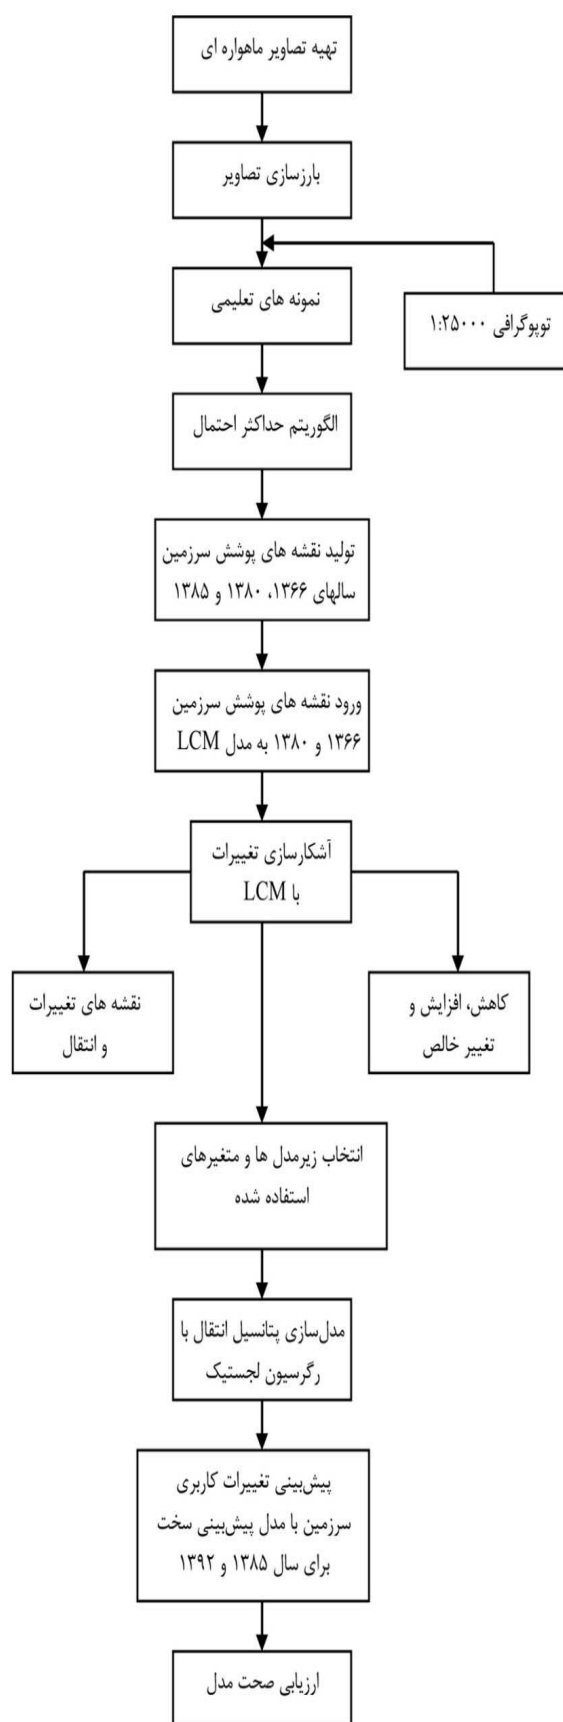 تهیه تصاویر ماهواره ای
بارزسازی تصاویر
نمونه های تعلیمی
توپوگرافی ۱:۲۵۰۰۰
الگوریتم حداکثر احتمال
تولید نقشه های پوشش سرزمین
سالهای ۱۳۶۶، ۱۳۸۰ و ۱۳۸۵
ورود نقشه های پوشش سرزمین
۱۳۶۶ و ۱۳۸۰ به مدل LCM
آشکارسازی تغییرات
با LCM
کاهش، افزایش و
تغییر خالص
نقشه های تغییرات
و انتقال
انتخاب زیرمدل ها و متغیرهای
استفاده شده
مدل‌سازی پتانسیل انتقال با
رگرسیون لجستیک
پیش‌بینی تغییرات کاربری
سرزمین با مدل پیش‌بینی سخت
برای سال ۱۳۸۵ و ۱۳۹۲
ارزیابی صحت مدل